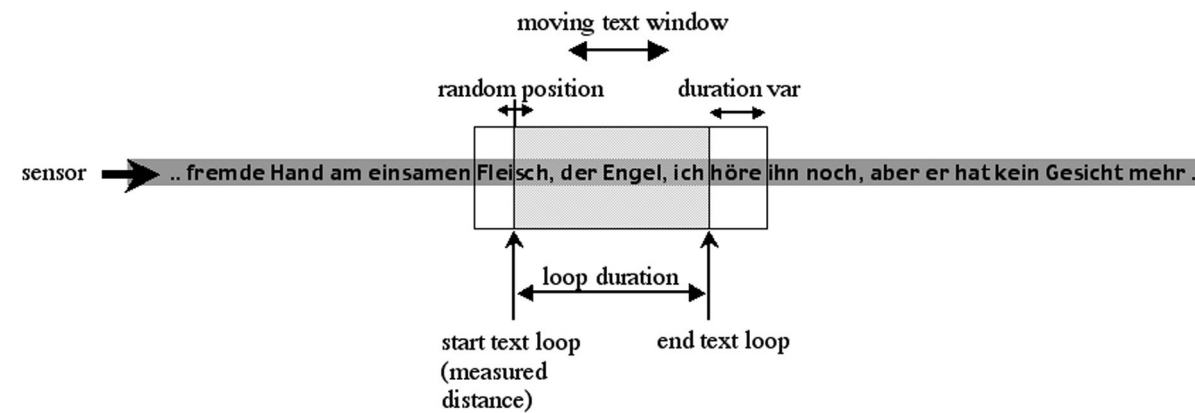 moving text window
random position
duration var
sensor
.. fremde Hand am einsamen Fleisch, der Engel, ich höre ihn noch, aber er hat kein Gesicht mehr .
loop duration
start text loop
(measured
distance)
end text loop